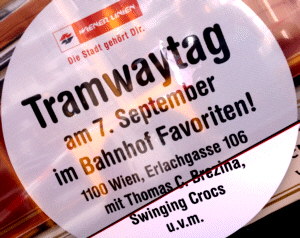 WIENER LINIEN
Die Stadt gehört Dir.
Tramwaytag
am 7. September
im Bahnhof Favoriten!
1100 Wien, Erlachgasse 106
mit Thomas C. Brezina,
Swinging Crocs
u.v.m.